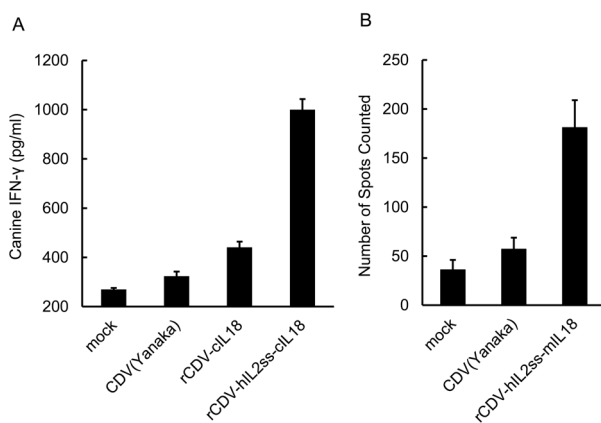 A
Canine IFN-γ (pg/ml)
1200
1000
800
600
400
200
mock
CDV(Yanaka)
rCDV-cIL18
rCDV-hIL2ss-cIL18
B
Number of Spots Counted
250
200
150
100
50
0
mock
CDV(Yanaka)
rCDV-hIL2ss-mIL18